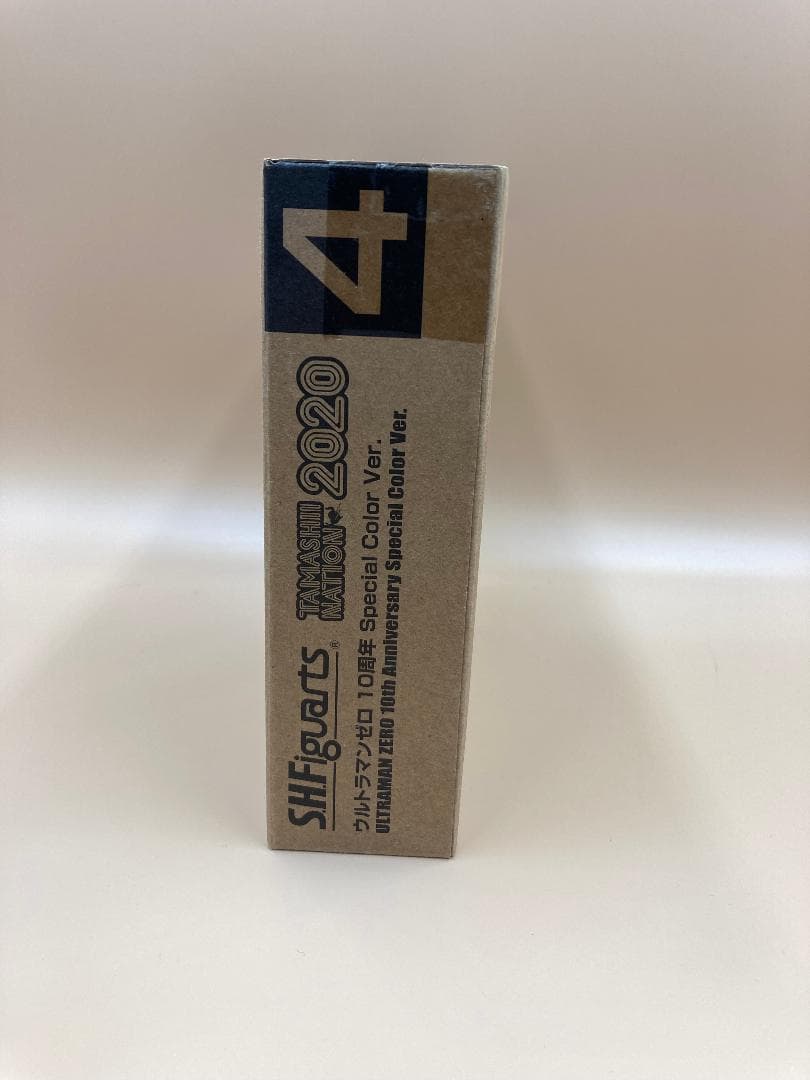 4
S.H.Figuarts®
TAMASHII
NATION
2020
ウルトラマンゼロ 10周年 Special Color Ver.
ULTRAMAN ZERO 10th Anniversary Special Color Ver.